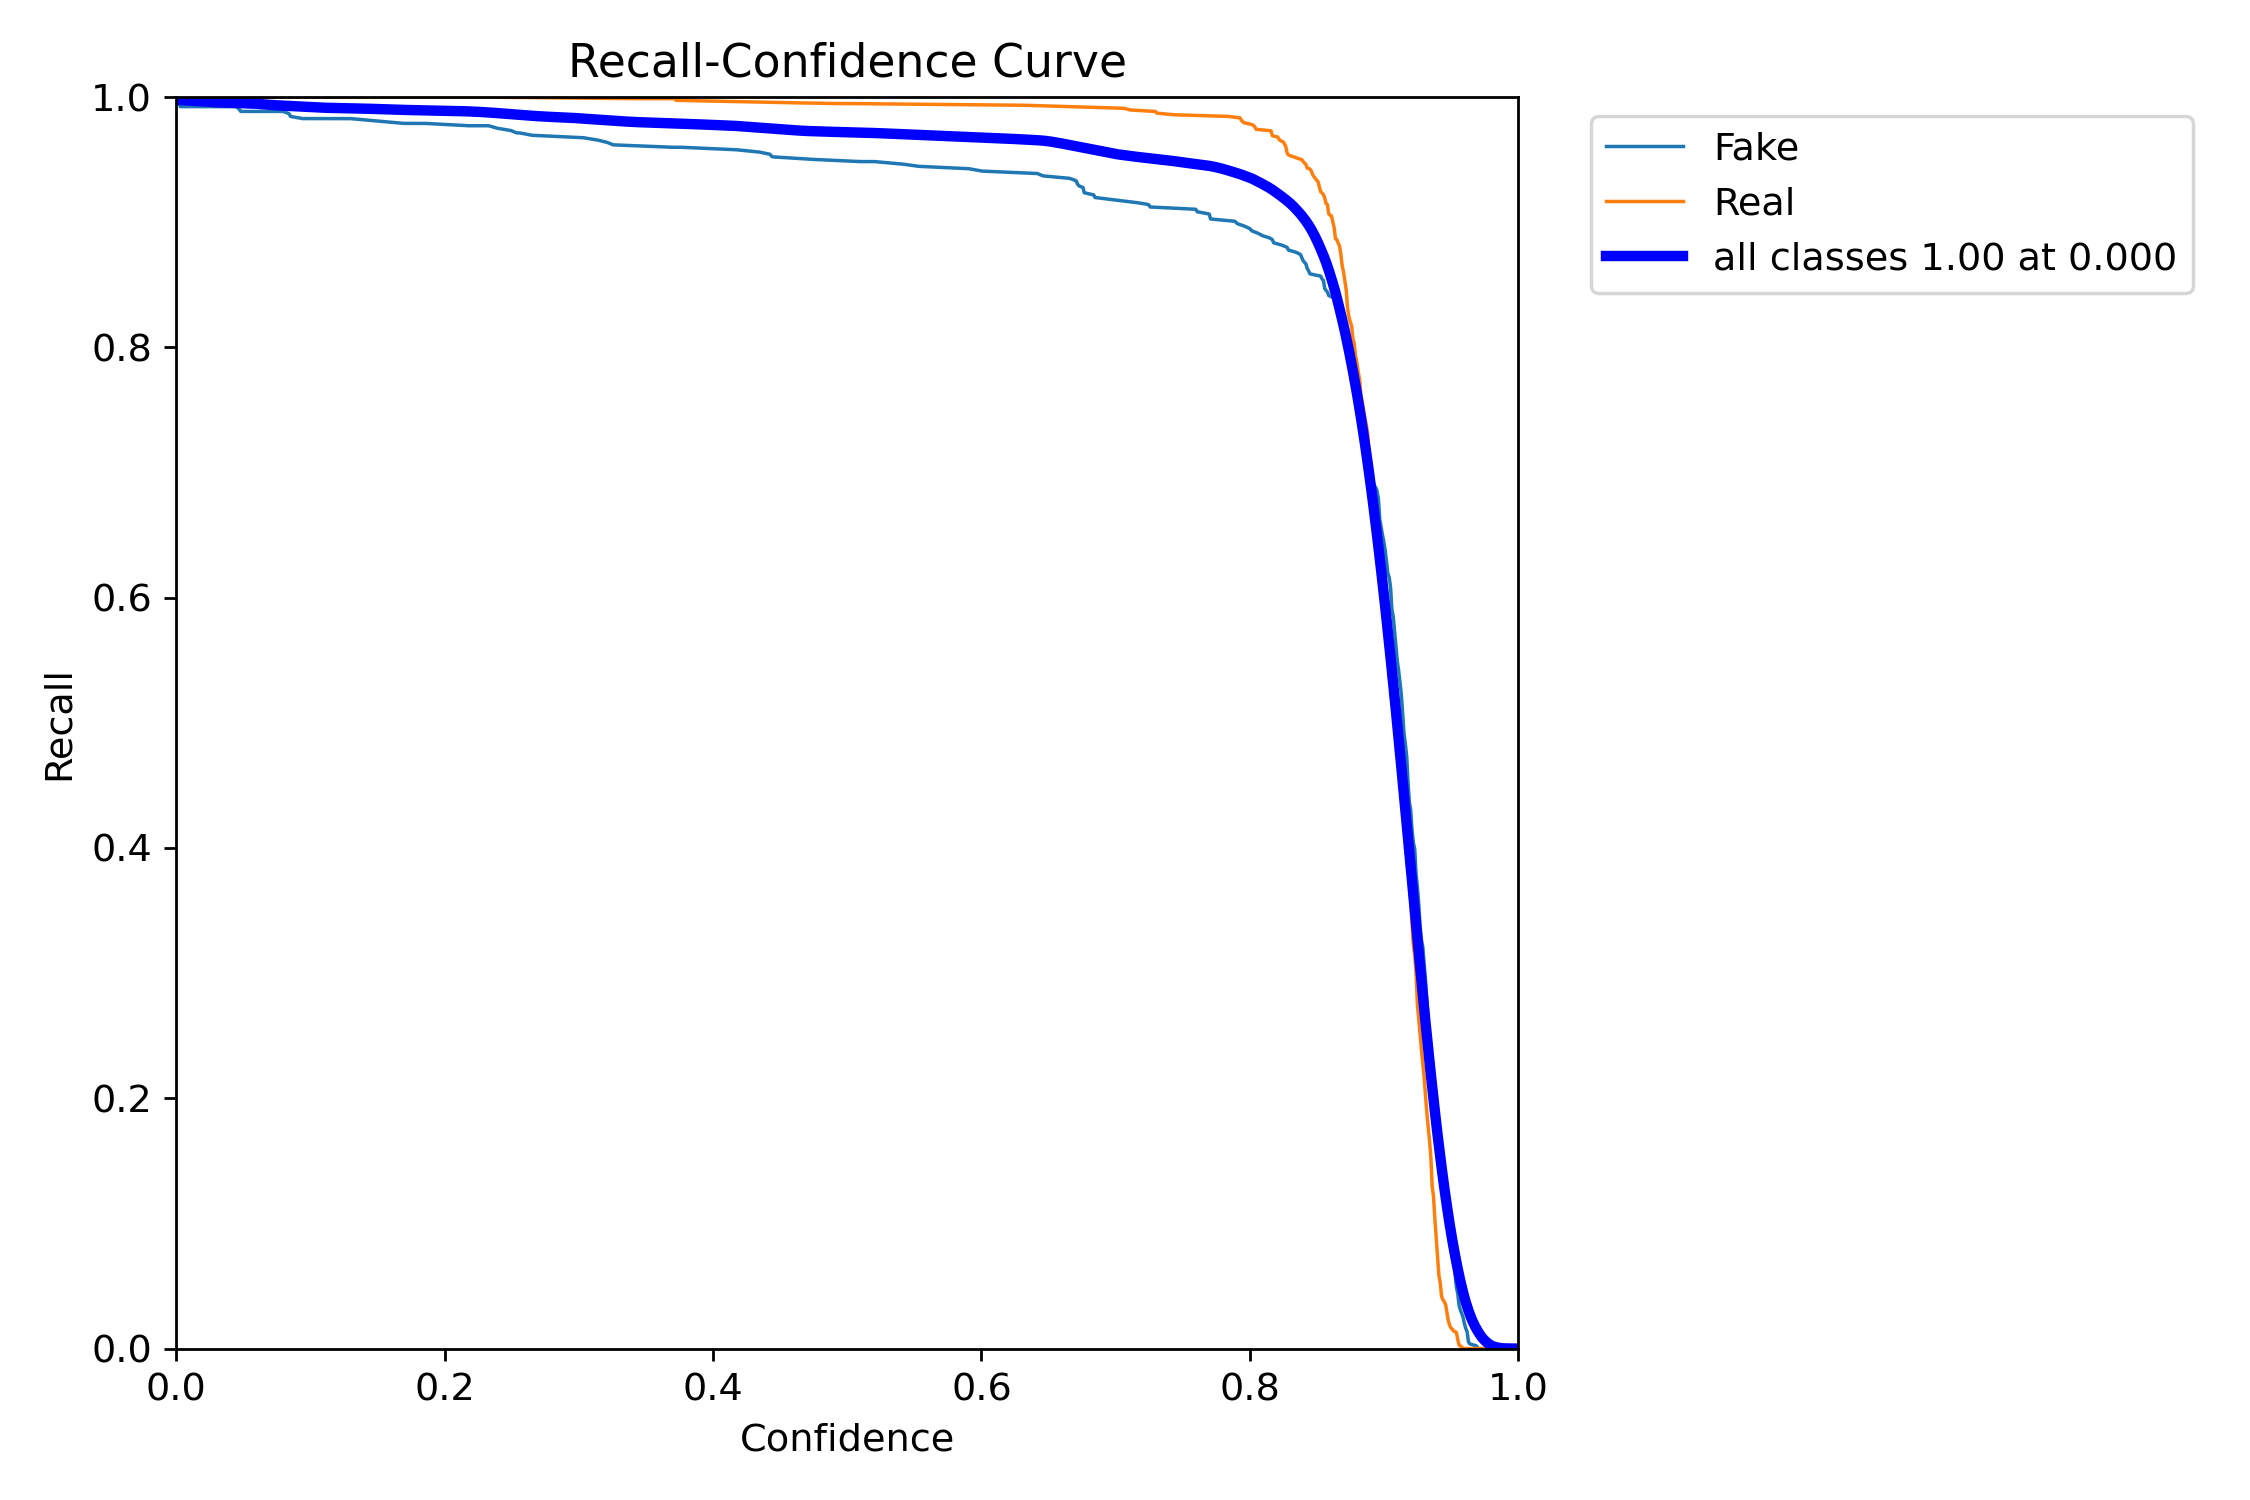 Recall-Confidence Curve
1.0
0.8
0.6
0.4
0.2
0.0
Recall
0.0 0.2 0.4 0.6 0.8 1.0
Confidence
Fake
Real
all classes 1.00 at 0.000